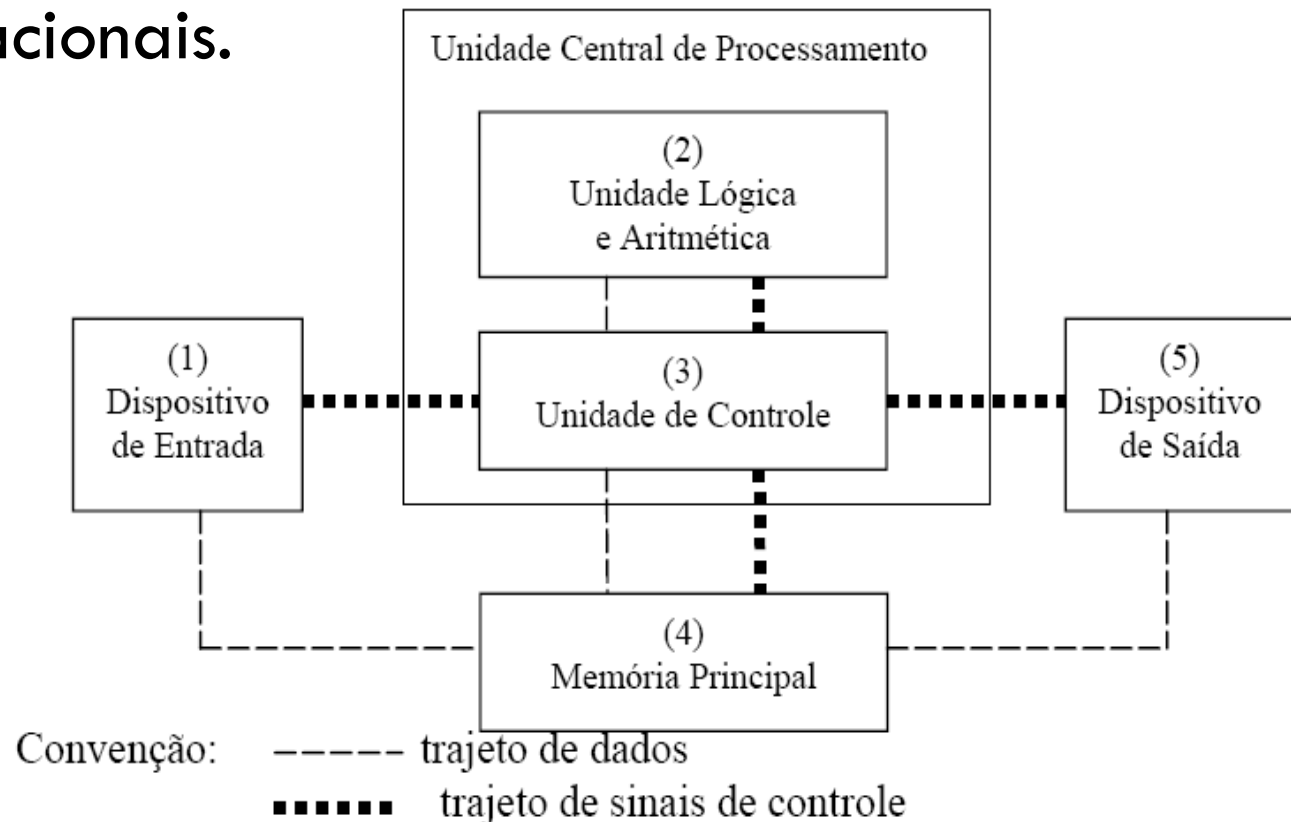 acionais.
Unidade Central de Processamento
(2)
Unidade Lógica
e Aritmética
(1)
Dispositivo
de Entrada
(3)
Unidade de Controle
(5)
Dispositivo
de Saída
(4)
Memória Principal
Convenção:
trajeto de dados
trajeto de sinais de controle